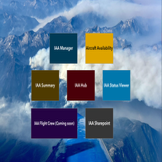 IAA Manager
Aircraft Availability
IAA Summary
IAA Hub
IAA Status Viewer
IAA Flight Crew (Coming soon)
IAA Sharepoint